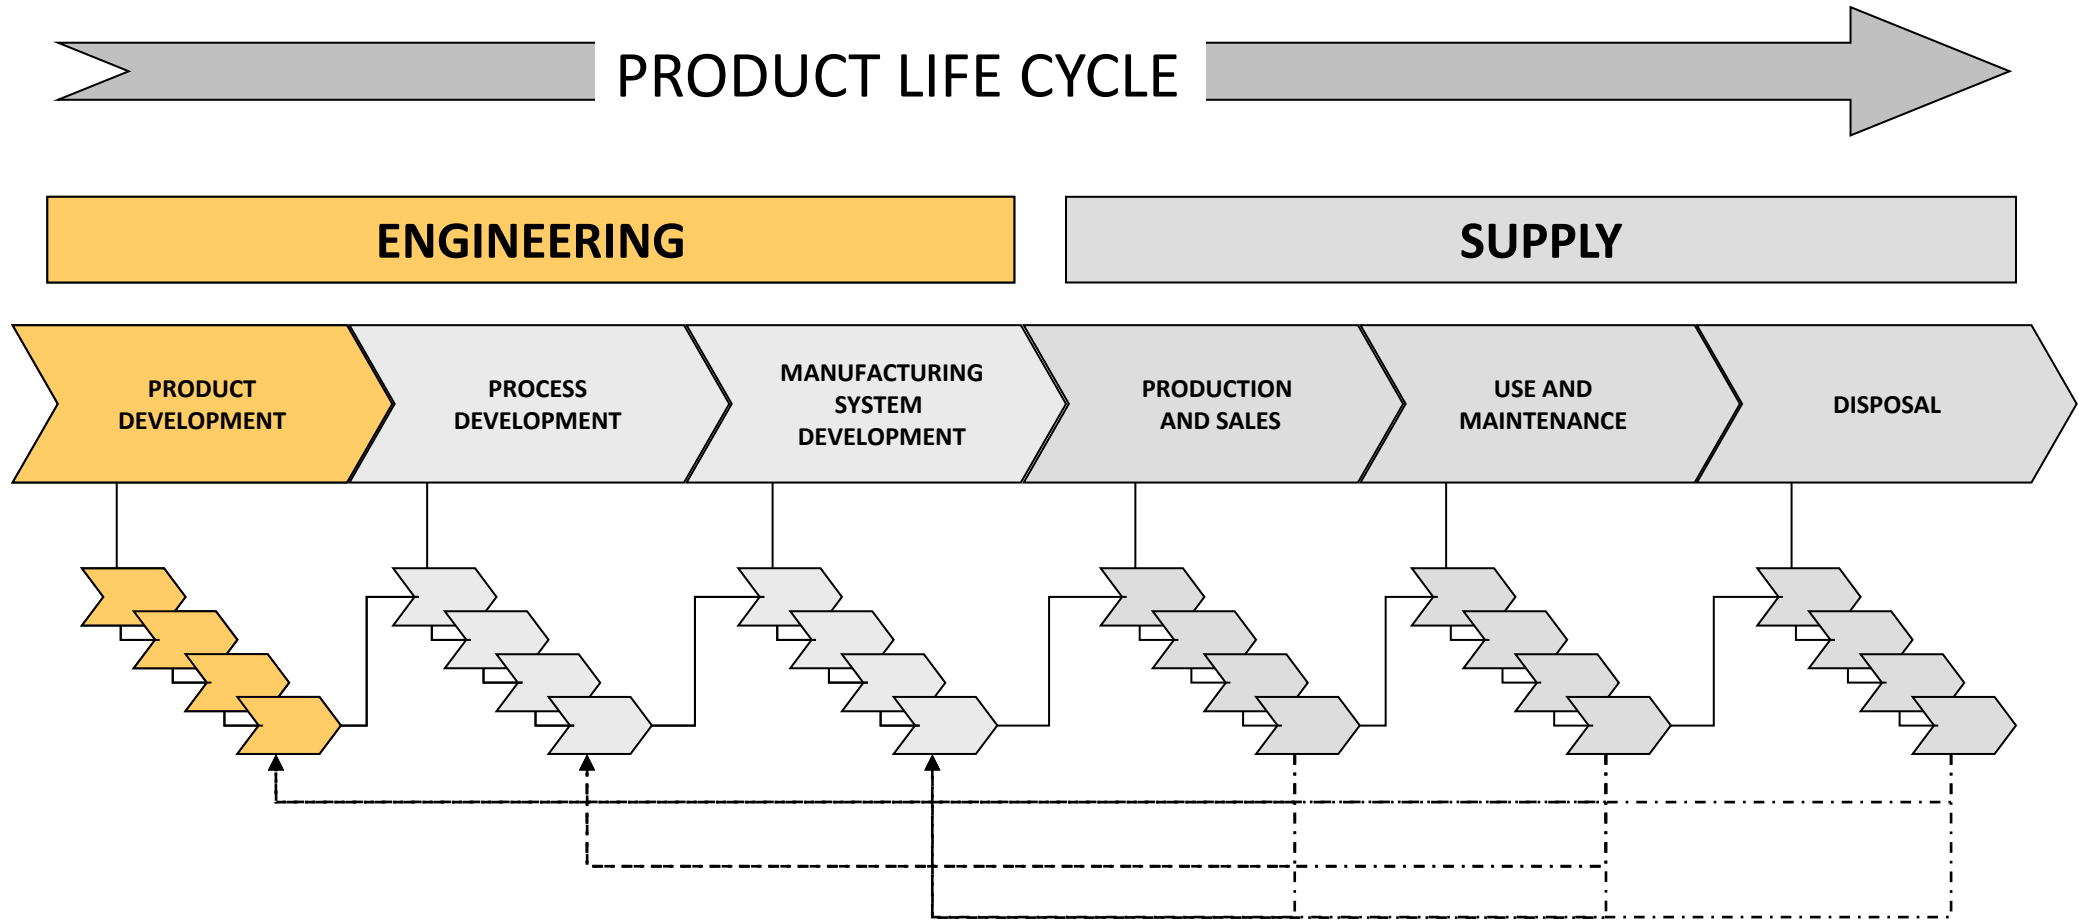 PRODUCT LIFE CYCLE
ENGINEERING
SUPPLY
PRODUCT
DEVELOPMENT
PROCESS
DEVELOPMENT
MANUFACTURING
SYSTEM
DEVELOPMENT
PRODUCTION
AND SALES
USE AND
MAINTENANCE
DISPOSAL